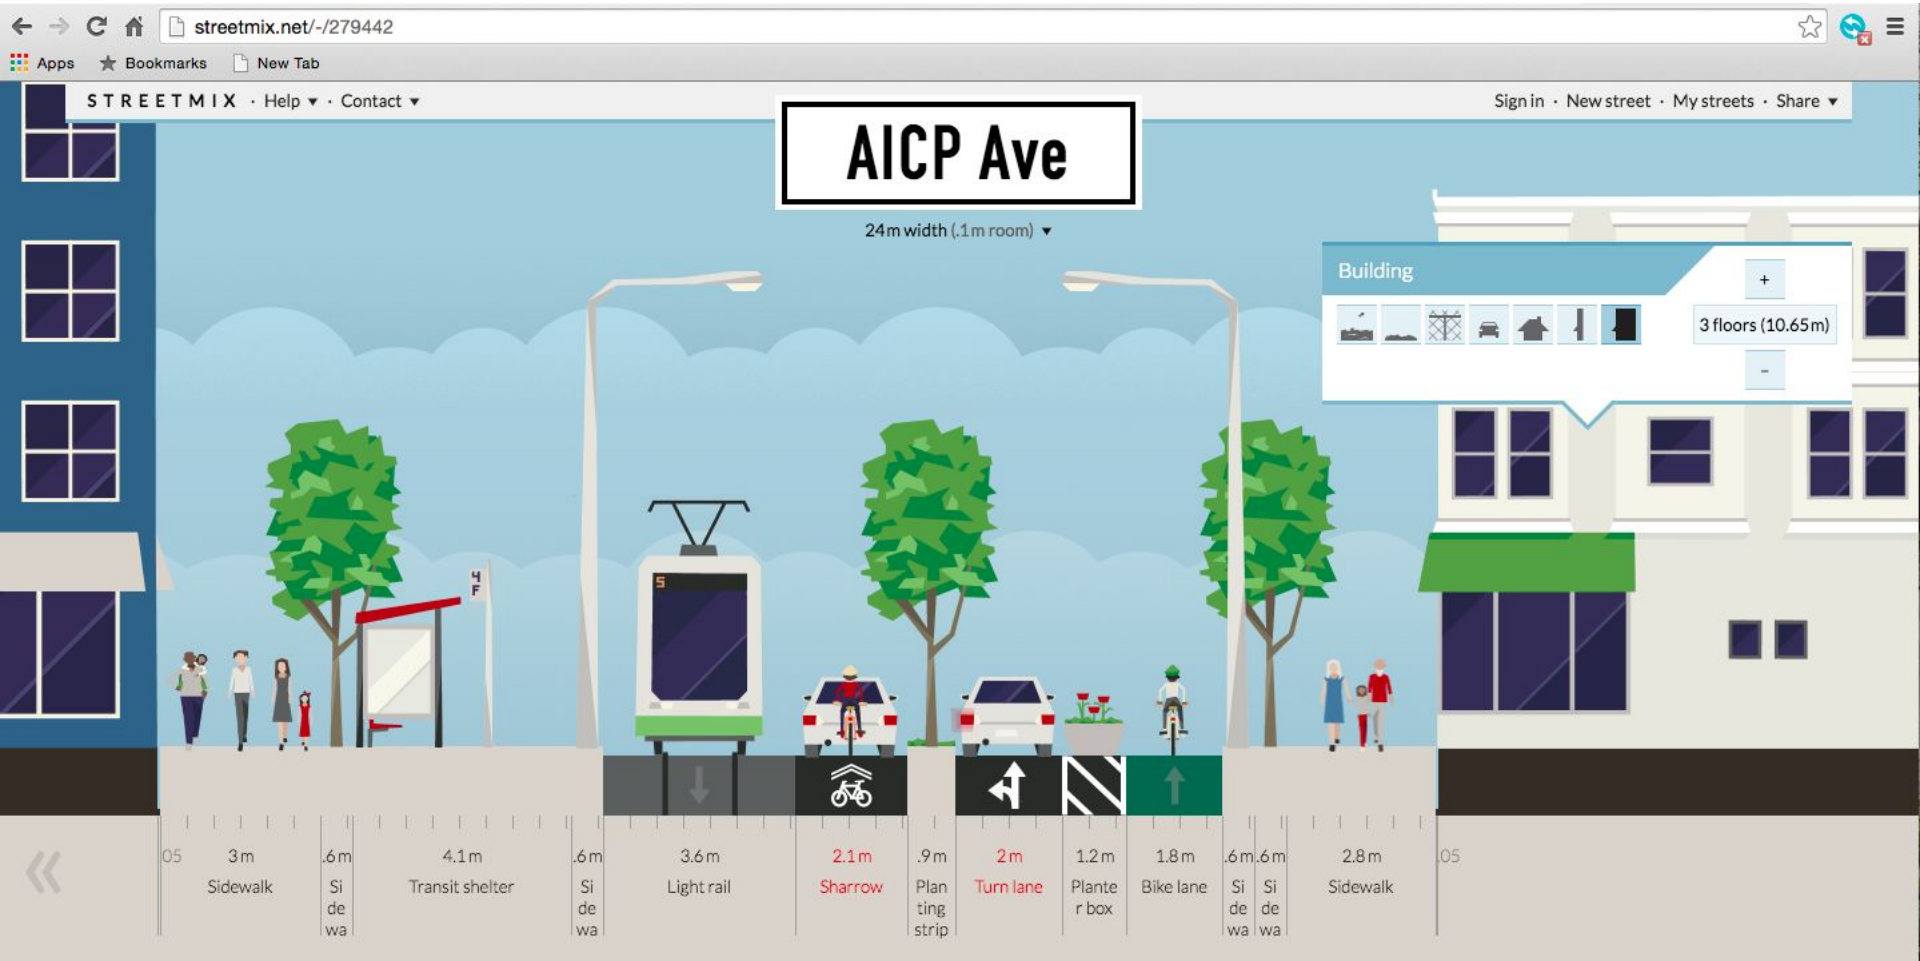 streetmix.net/-/279442
Apps Bookmarks New Tab
STREETMIX · Help ▾ · Contact ▾
Sign in · New street · My streets · Share ▾
AICP Ave
24m width (.1m room) ▾
Building
+
3 floors (10.65m)
-
4
F
5
05 3m .6m 4.1m .6m 3.6m 2.1m .9m 2m 1.2m 1.8m .6m .6m 2.8m .05
Sidewalk Si Transit shelter Si Light rail Sharrow Plan Turn lane Plante Bike lane Si Si Sidewalk
de de ting r box de de
wa wa strip wa wa